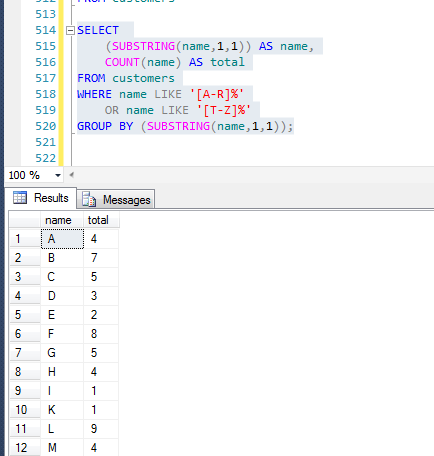 512 FROM customers
513
514 SELECT
515 (SUBSTRING(name,1,1)) AS name,
516 COUNT(name) AS total
517 FROM customers
518 WHERE name LIKE '[A-R]%'
519 OR name LIKE '[T-Z]%'
520 GROUP BY (SUBSTRING(name,1,1));
521
522
100 %
Results Messages
name total
1 A 4
2 B 7
3 C 5
4 D 3
5 E 2
6 F 8
7 G 5
8 H 4
9 I 1
10 K 1
11 L 9
12 M 4